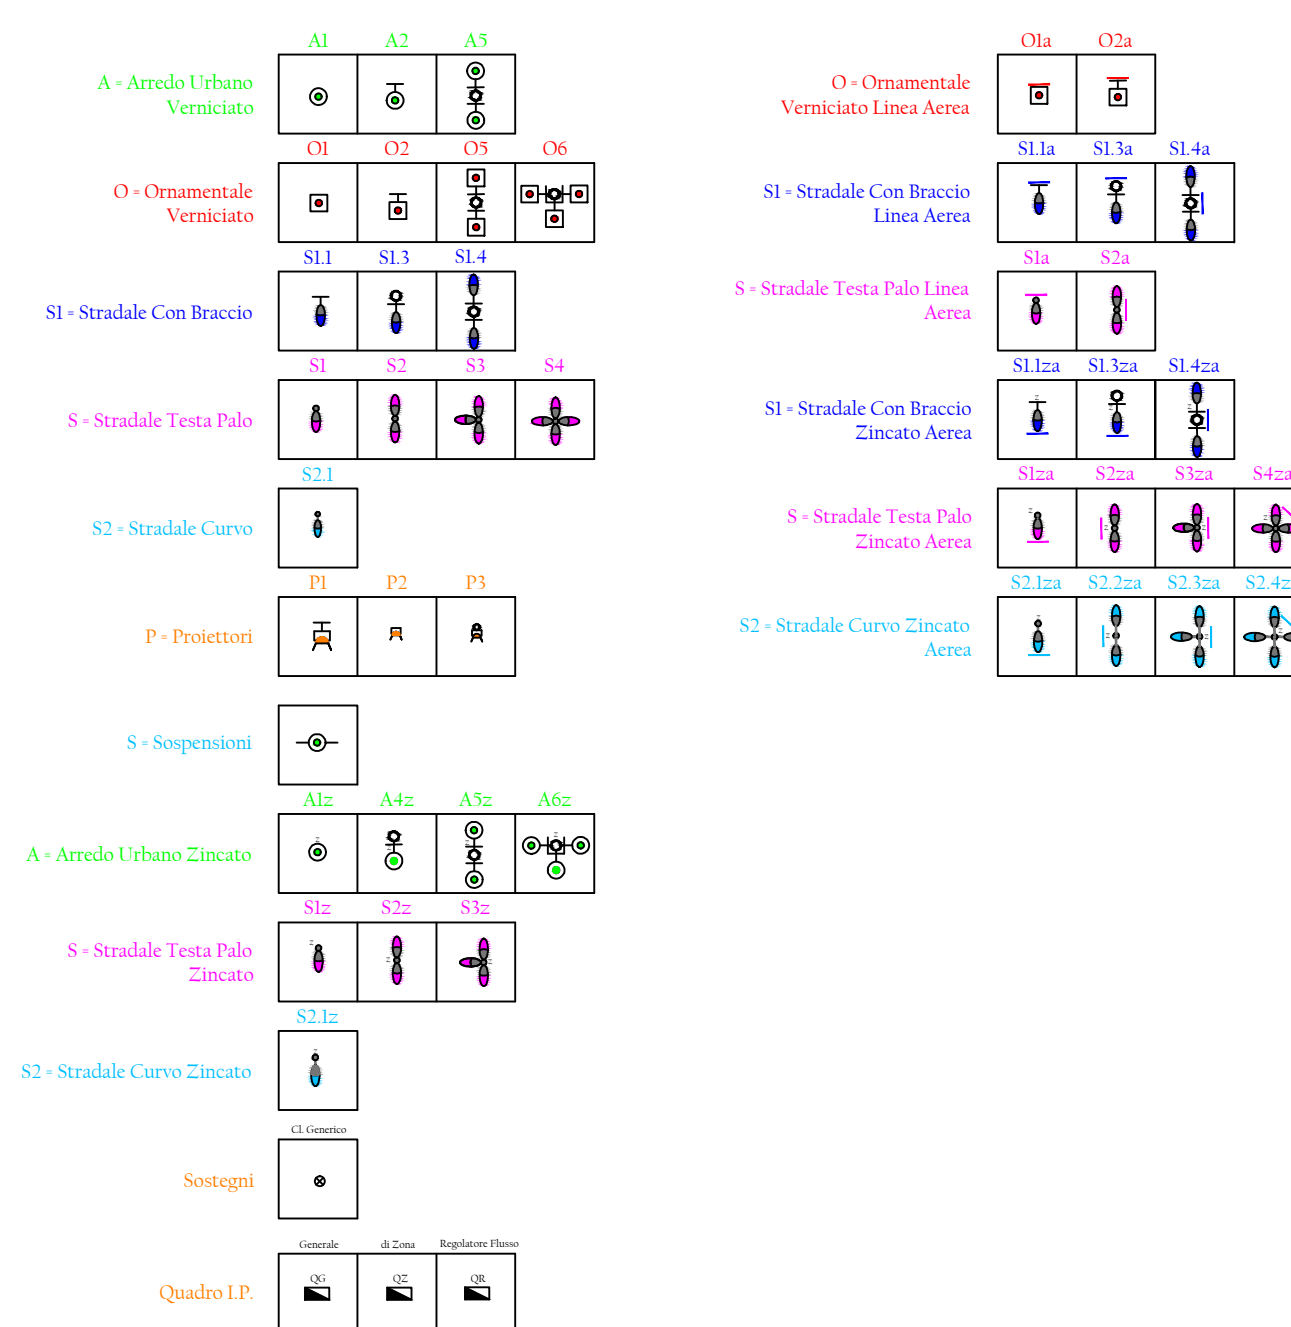 A1 A2 A5
A = Arredo Urbano
Verniciato
O1 O2 O5 O6
O = Ornamentale
Verniciato
S1.1 S1.3 S1.4
S1 = Stradale Con Braccio
S1 S2 S3 S4
S = Stradale Testa Palo
S2.1
S2 = Stradale Curvo
P1 P2 P3
P = Proiettori
S = Sospensioni
A1z A4z A5z A6z
A = Arredo Urbano Zincato
S1z S2z S3z
S = Stradale Testa Palo
Zincato
S2.1z
S2 = Stradale Curvo Zincato
Cl. Generico
Sostegni
Generale di Zona Regolatore Flusso
QG QZ QR
Quadro I.P.
O1a O2a
O = Ornamentale
Verniciato Linea Aerea
S1.1a S1.3a S1.4a
S1 = Stradale Con Braccio
Linea Aerea
S1a S2a
S = Stradale Testa Palo Linea
Aerea
S1.1za S1.3za S1.4za
S1 = Stradale Con Braccio
Zincato Aerea
S1za S2za S3za S4za
S = Stradale Testa Palo
Zincato Aerea
S2.1za S2.2za S2.3za S2.4z
S2 = Stradale Curvo Zincato
Aerea